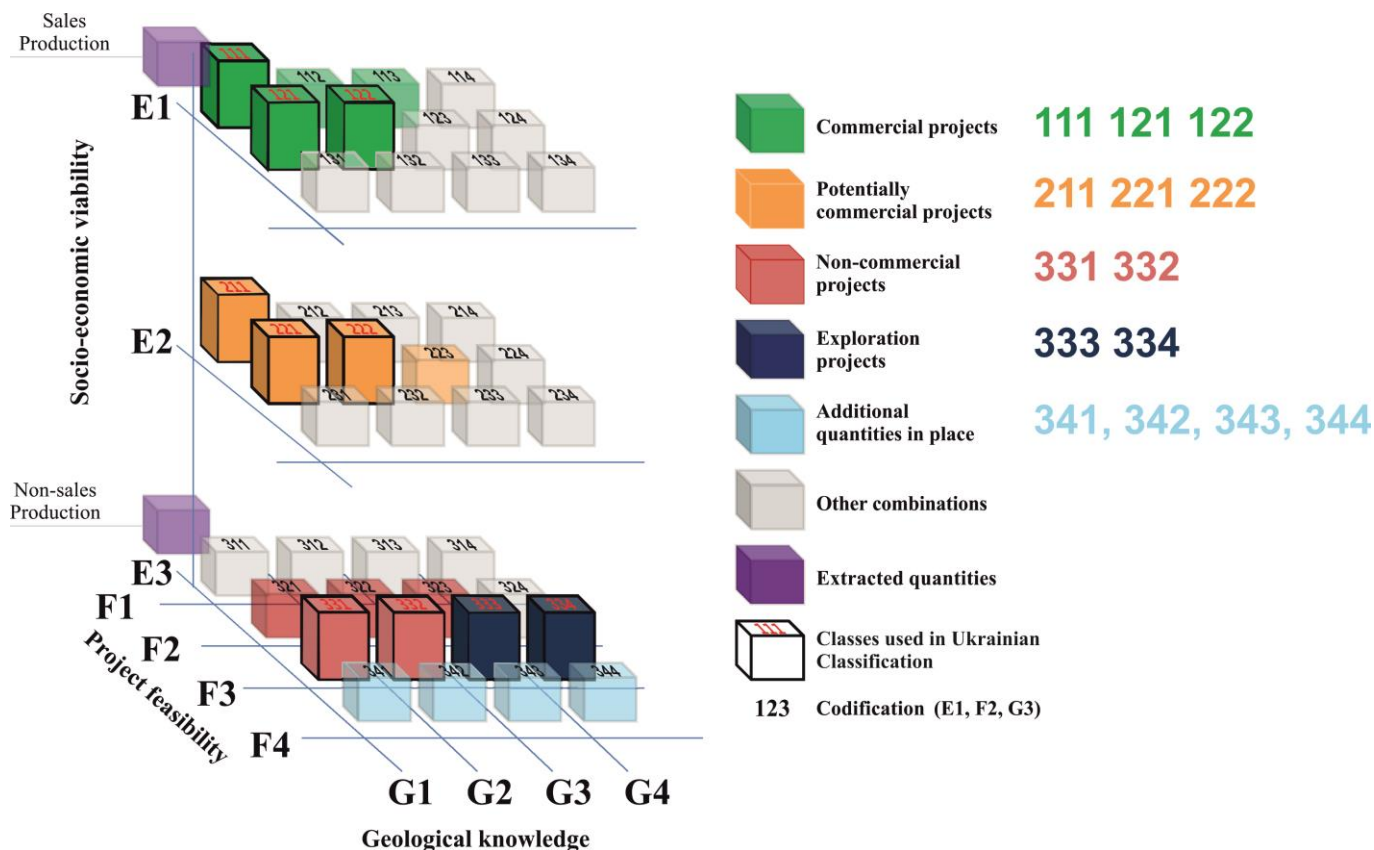 Sales
Production
111
112
113
114
121
122
123
124
131
132
133
134
E1
Socio-economic viability
211
212
213
214
221
222
223
224
231
232
233
234
E2
Non-sales
Production
311
312
313
314
321
322
323
324
331
332
333
334
341
342
343
344
E3
F1
F2
F3
F4
Project feasibility
G1
G2
G3
G4
Geological knowledge
Commercial projects
111 121 122
Potentially
commercial projects
211 221 222
Non-commercial
projects
331 332
Exploration
projects
333 334
Additional
quantities in place
341, 342, 343, 344
Other combinations
Extracted quantities
111
Classes used in Ukrainian
Classification
123
Codification (E1, F2, G3)